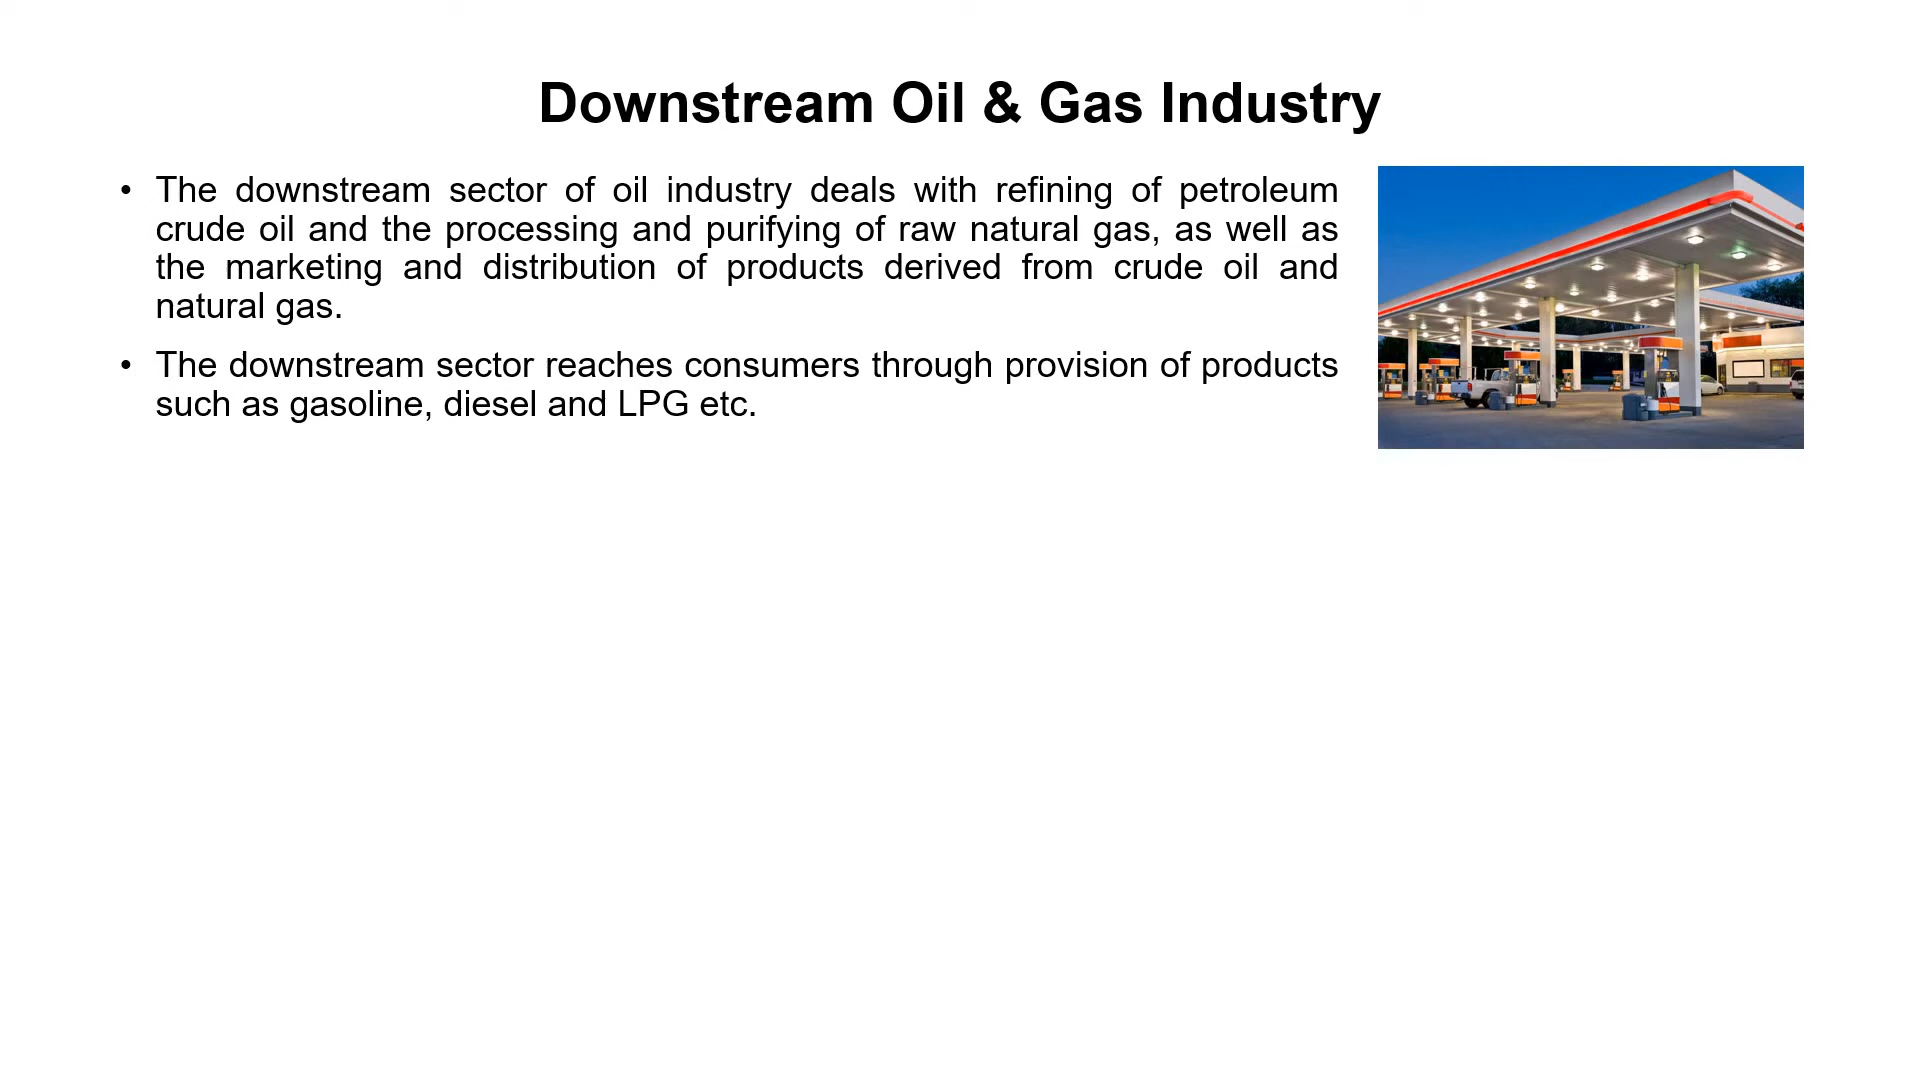 Downstream Oil & Gas Industry
• The downstream sector of oil industry deals with refining of petroleum
crude oil and the processing and purifying of raw natural gas, as well as
the marketing and distribution of products derived from crude oil and
natural gas.
• The downstream sector reaches consumers through provision of products
such as gasoline, diesel and LPG etc.